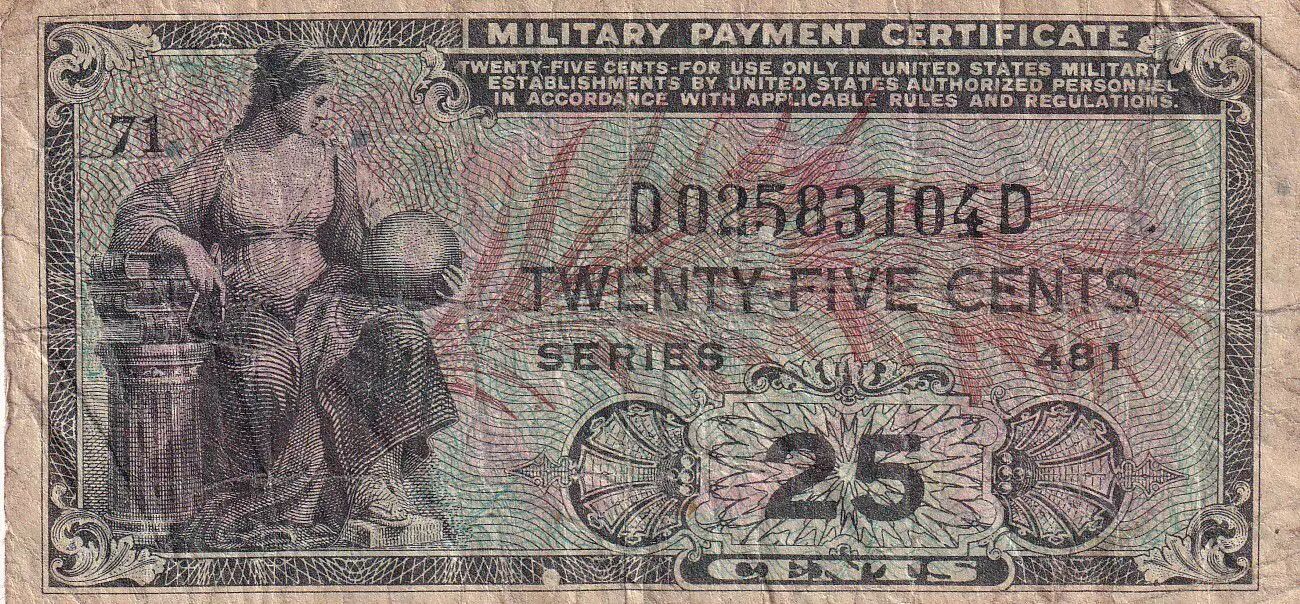 MILITARY PAYMENT CERTIFICATE
TWENTY-FIVE CENTS-FOR USE ONLY IN UNITED STATES MILITARY
ESTABLISHMENTS BY UNITED STATES AUTHORIZED PERSONNEL
IN ACCORDANCE WITH APPLICABLE RULES AND REGULATIONS.
71
D02583104D
TWENTY-FIVE CENTS
SERIES 481
25
CENTS